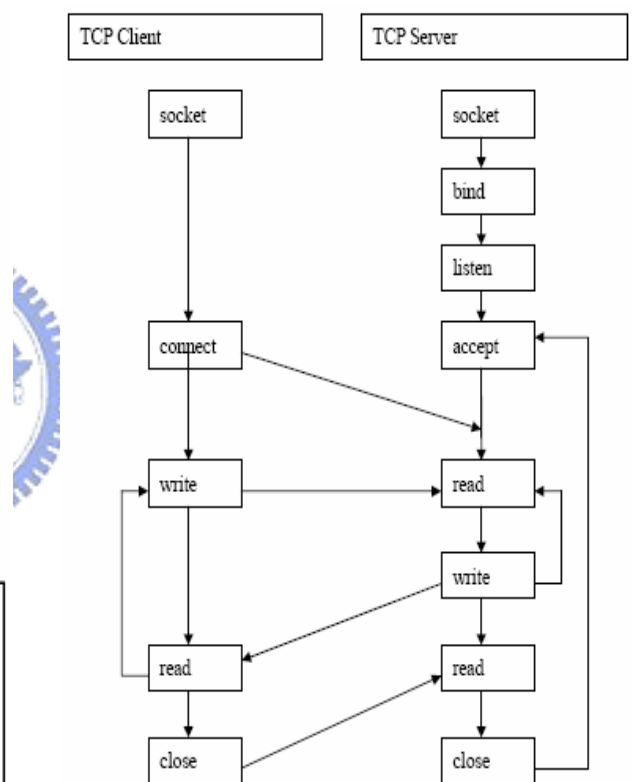 TCP Client
TCP Server
socket
socket
bind
listen
connect
accept
write
read
write
read
read
close
close